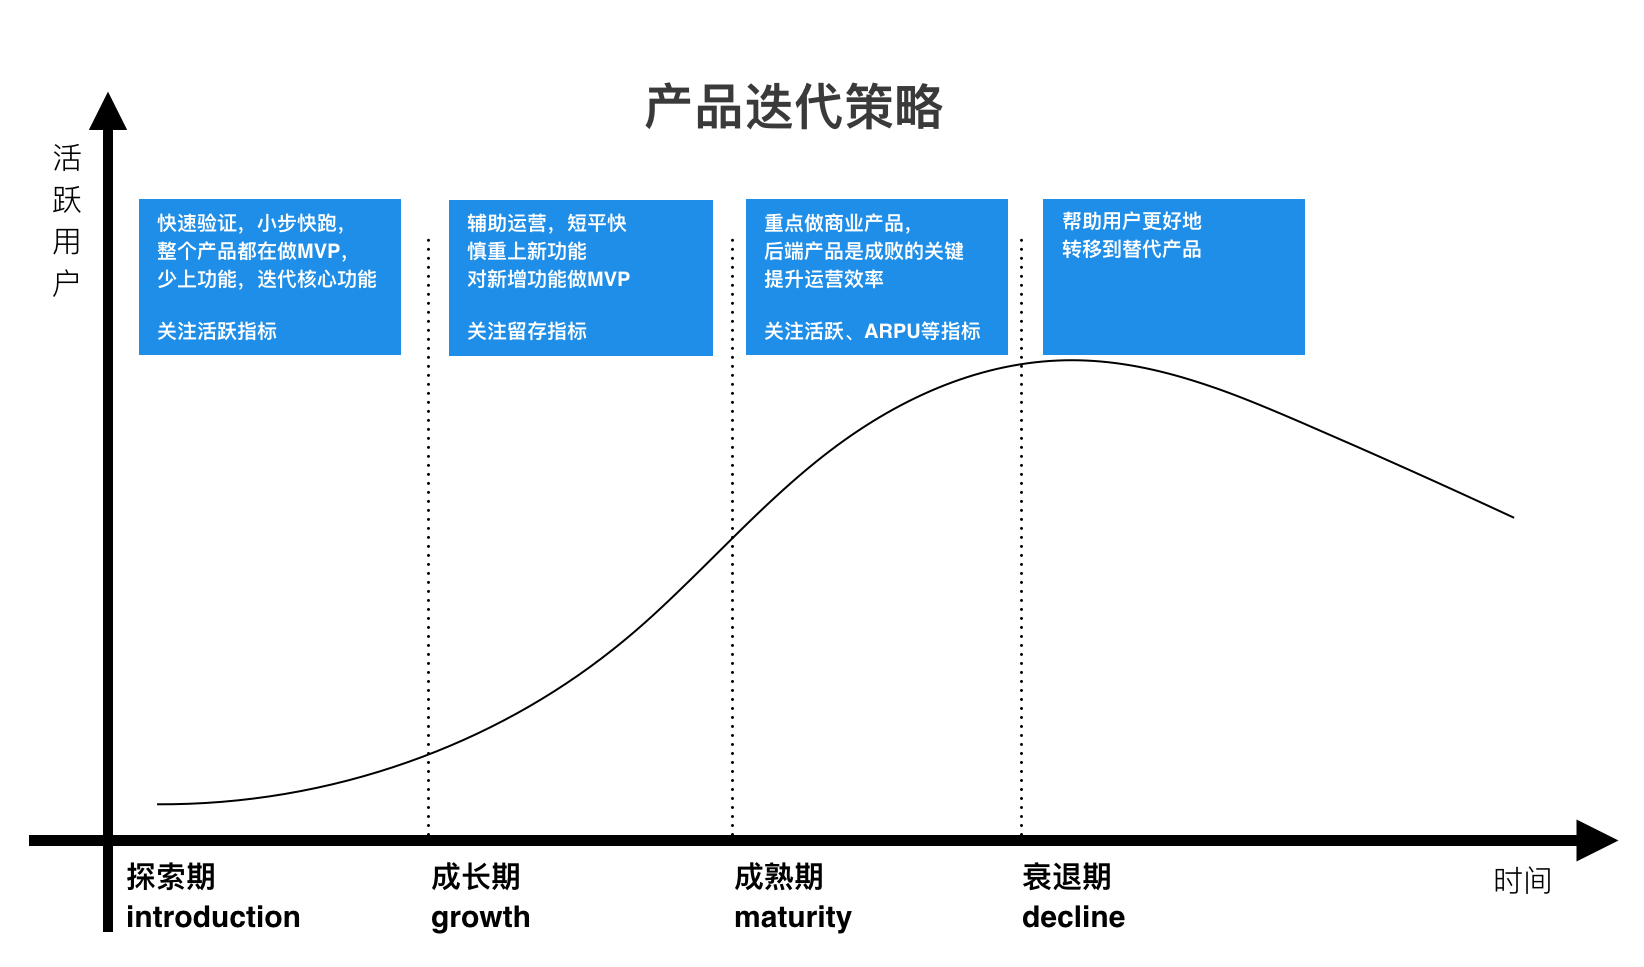 产品迭代策略
活
跃
用
户
快速验证，小步快跑，
整个产品都在做MVP，
少上功能，迭代核心功能
关注活跃指标
辅助运营，短平快
慎重上新功能
对新增功能做MVP
关注留存指标
重点做商业产品，
后端产品是成败的关键
提升运营效率
关注活跃、ARPU等指标
帮助用户更好地
转移到替代产品
探索期
introduction
成长期
growth
成熟期
maturity
衰退期
decline
时间